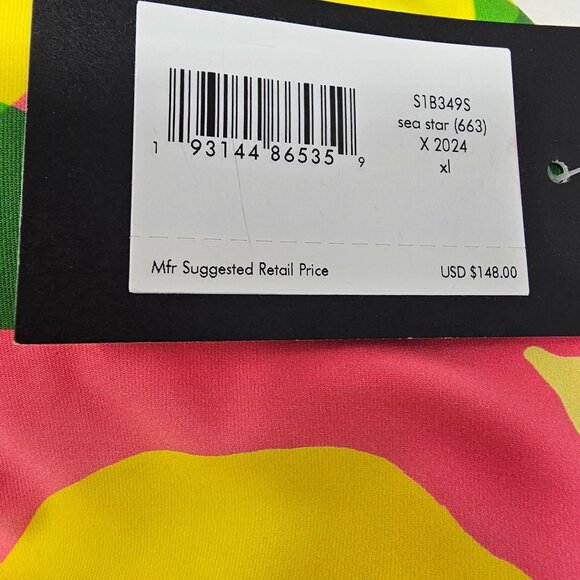 S1B349S
sea star (663)
X 2024
xl
1 93144 86535 9
Mfr Suggested Retail Price USD $148.00